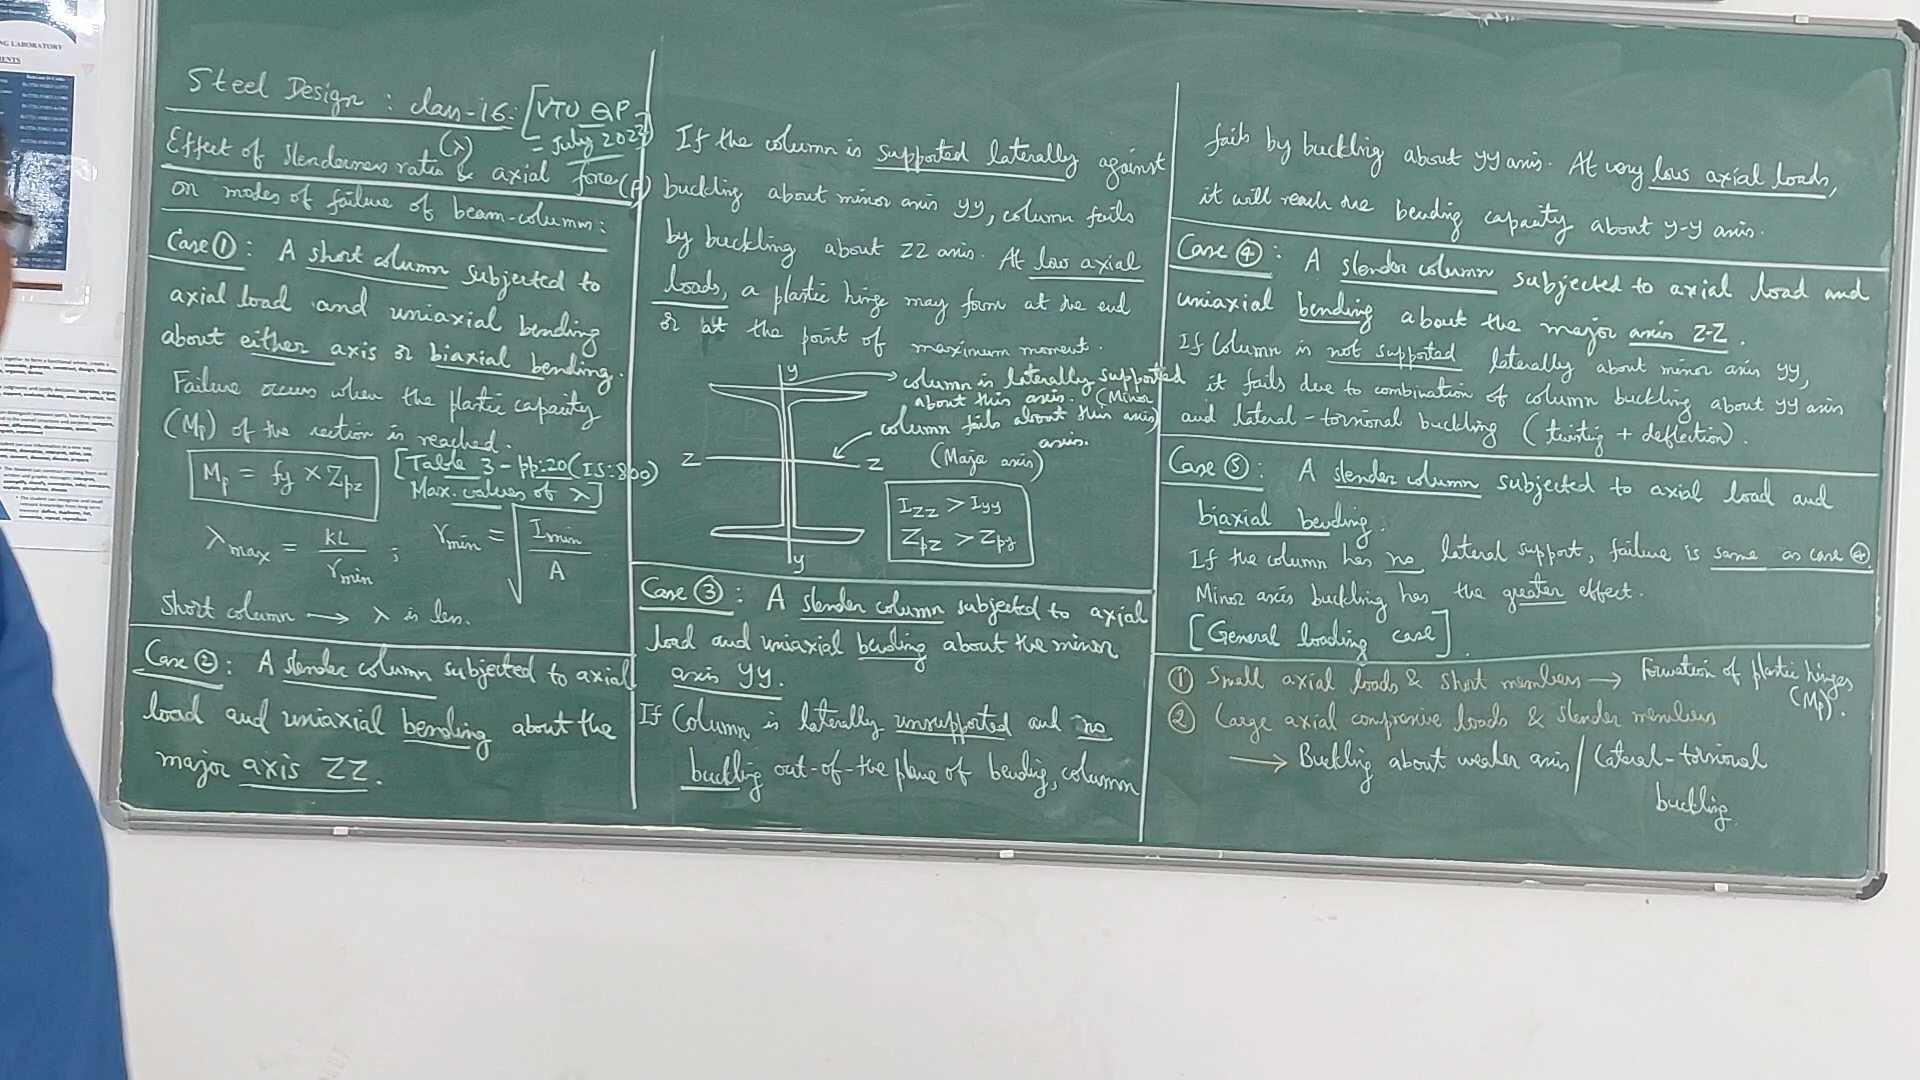 Steel Design : class-16: [VTU QP - July 2023]
Effect of slenderness ratio (λ) & axial force (P)
on modes of failure of beam-columns:
Case ①: A short column subjected to
axial load and uniaxial bending
about either axis or biaxial bending.
Failure occurs when the plastic capacity
(Mp) of the section is reached.
Mp = fy × Zpz
[Table 3 - pp:20 (IS:800)
Max. values of λ]
λmax = kL / rmin ; rmin = √(Imin / A)
Short column → λ is less.
Case ②: A slender column subjected to axial
load and uniaxial bending about the
major axis ZZ.
If the column is supported laterally against
buckling about minor axis yy, column fails
by buckling about ZZ axis. At low axial
loads, a plastic hinge may form at the end
or at the point of maximum moment.
y
column is laterally supported
about this axis. (Minor
axis.
column fails about this axis
(Major axis)
Z Z
IZZ > Iyy
Zpz > Zpy
y
Case ③: A slender column subjected to axial
load and uniaxial bending about the minor
axis yy.
If Column is laterally unsupported and no
buckling out-of-the plane of bending, column
fails by buckling about yy axis. At very low axial loads,
it will reach the bending capacity about y-y axis.
Case ④: A slender column subjected to axial load and
uniaxial bending about the major axis Z-Z.
If Column is not supported laterally about minor axis yy,
it fails due to combination of column buckling about yy axis
and lateral-torsional buckling (twisting + deflection).
Case ⑤: A slender column subjected to axial load and
biaxial bending.
If the column has no lateral support, failure is same as case ④.
Minor axis buckling has the greater effect.
[General loading case].
① Small axial loads & short members → Formation of plastic hinges
(Mp).
② Large axial compressive loads & slender members
→ Buckling about weaker axis / Lateral-torsional
buckling.
NG LABORATORY